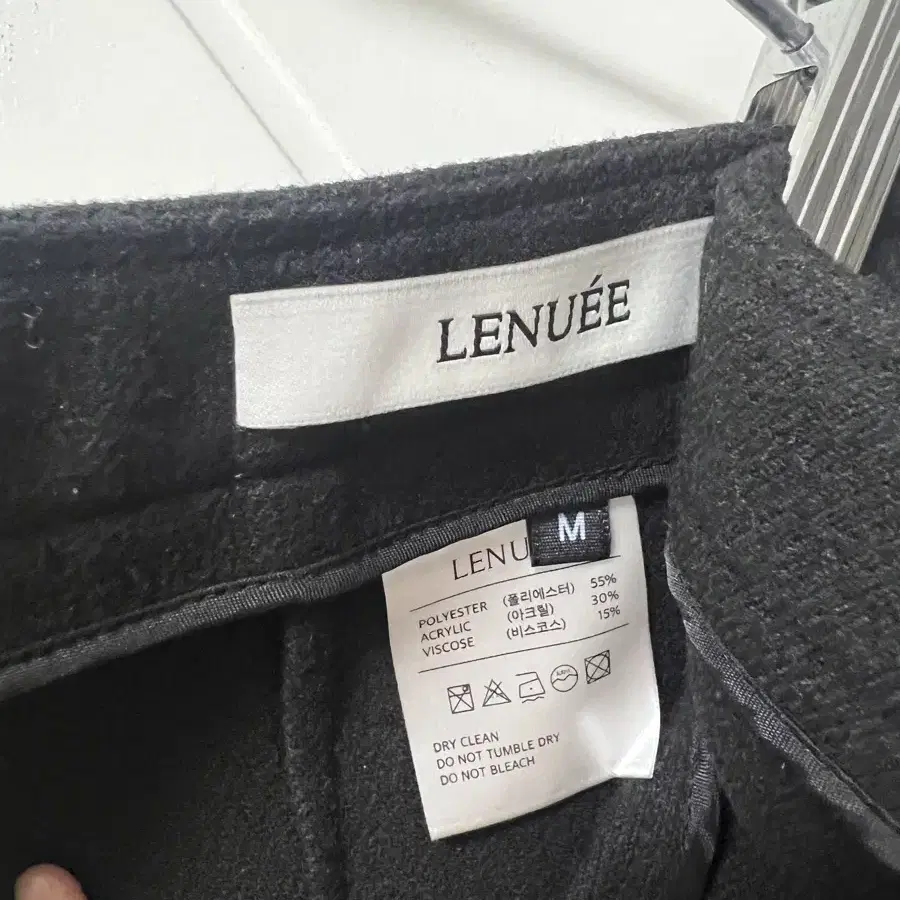 LENUÉE
M
LENU
POLYESTER (폴리에스터) 55%
ACRYLIC (아크릴) 30%
VISCOSE (비스코스) 15%
DRY CLEAN
DO NOT TUMBLE DRY
DO NOT BLEACH